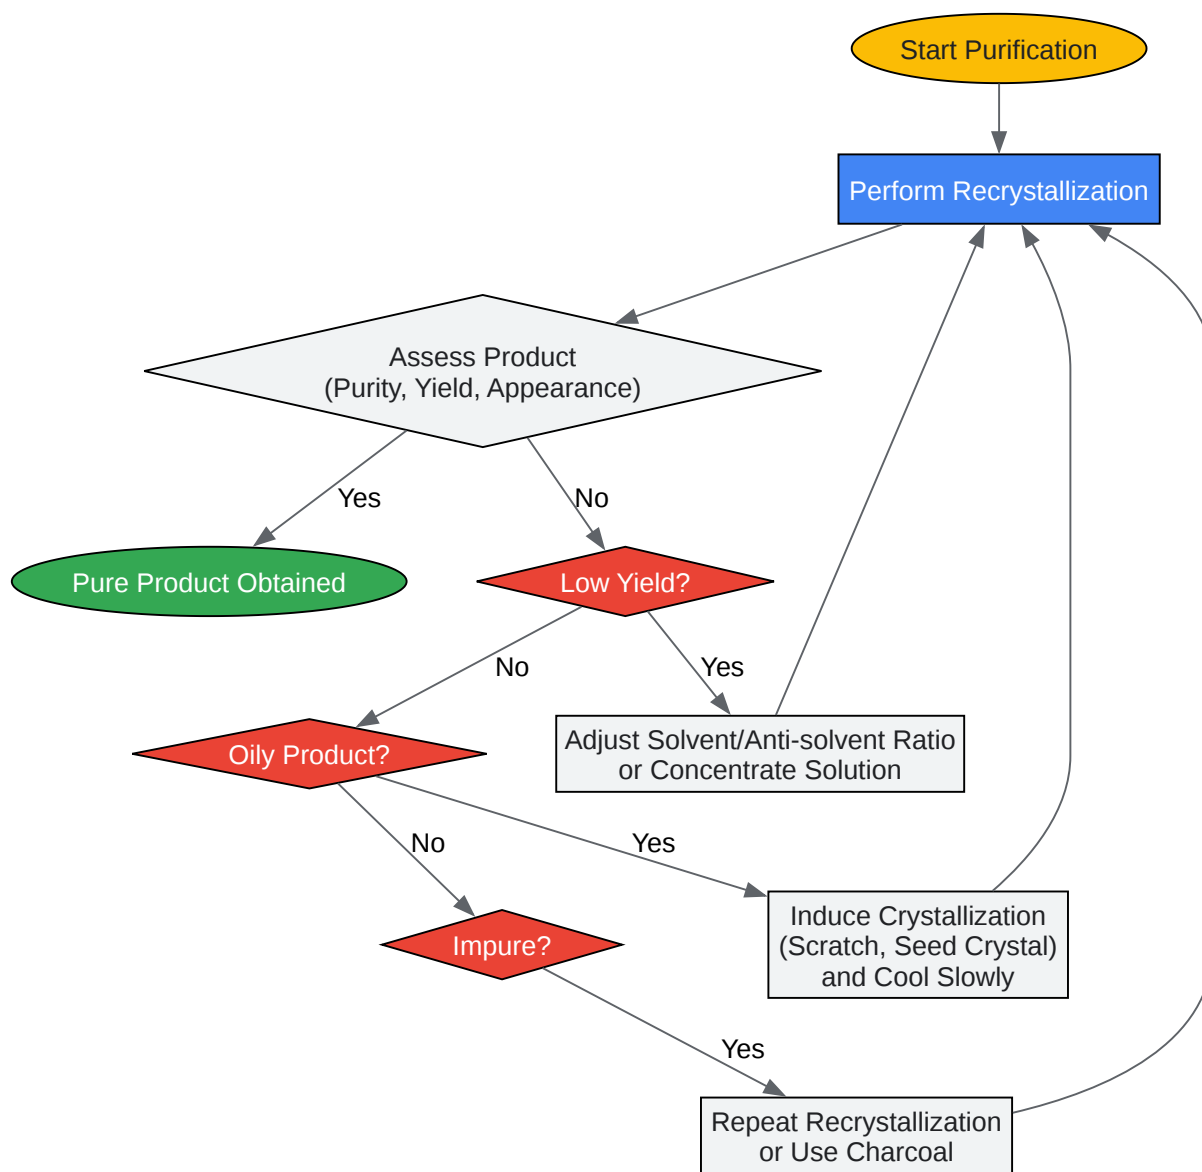 Start Purification
Perform Recrystallization
Assess Product
(Purity, Yield, Appearance)
Yes
No
Pure Product Obtained
Low Yield?
No
Yes
Oily Product?
Adjust Solvent/Anti-solvent Ratio
or Concentrate Solution
No
Yes
Impure?
Induce Crystallization
(Scratch, Seed Crystal)
and Cool Slowly
Yes
Repeat Recrystallization
or Use Charcoal